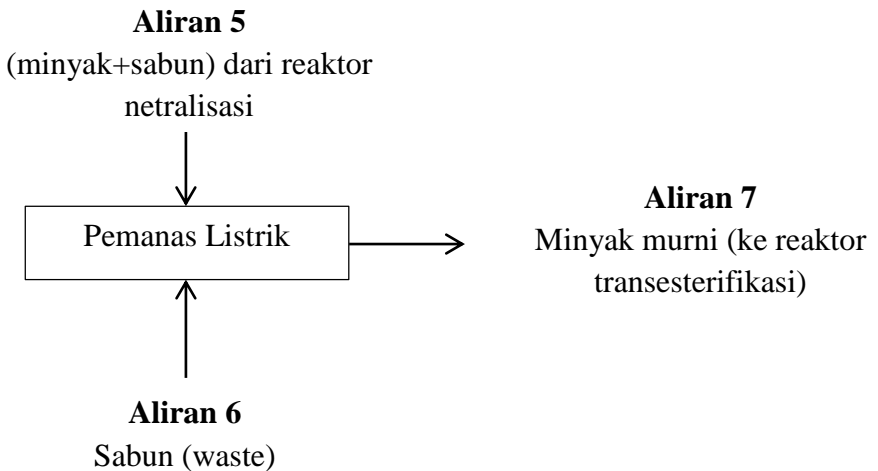 Aliran 5
(minyak+sabun) dari reaktor
netralisasi
Pemanas Listrik
Aliran 7
Minyak murni (ke reaktor
transesterifikasi)
Aliran 6
Sabun (waste)